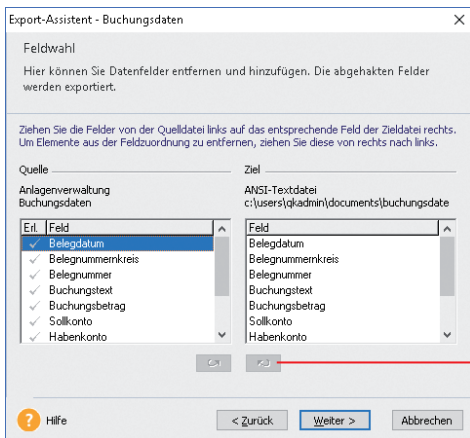 Export-Assistent - Buchungsdaten
Feldwahl
Hier können Sie Datenfelder entfernen und hinzufügen. Die abgehakten Felder
werden exportiert.
Ziehen Sie die Felder von der Quelldatei links auf das entsprechende Feld der Zieldatei rechts.
Um Elemente aus der Feldzuordnung zu entfernen, ziehen Sie diese von rechts nach links.
Quelle
Anlagenverwaltung
Buchungsdaten
Erl. Feld
Belegdatum
Belegnummernkreis
Belegnummer
Buchungstext
Buchungsbetrag
Sollkonto
Habenkonto
Ziel
ANSI-Textdatei
c:\users\qkadmin\documents\buchungsdate
Feld
Belegdatum
Belegnummernkreis
Belegnummer
Buchungstext
Buchungsbetrag
Sollkonto
Habenkonto
? Hilfe
< Zurück
Weiter >
Abbrechen